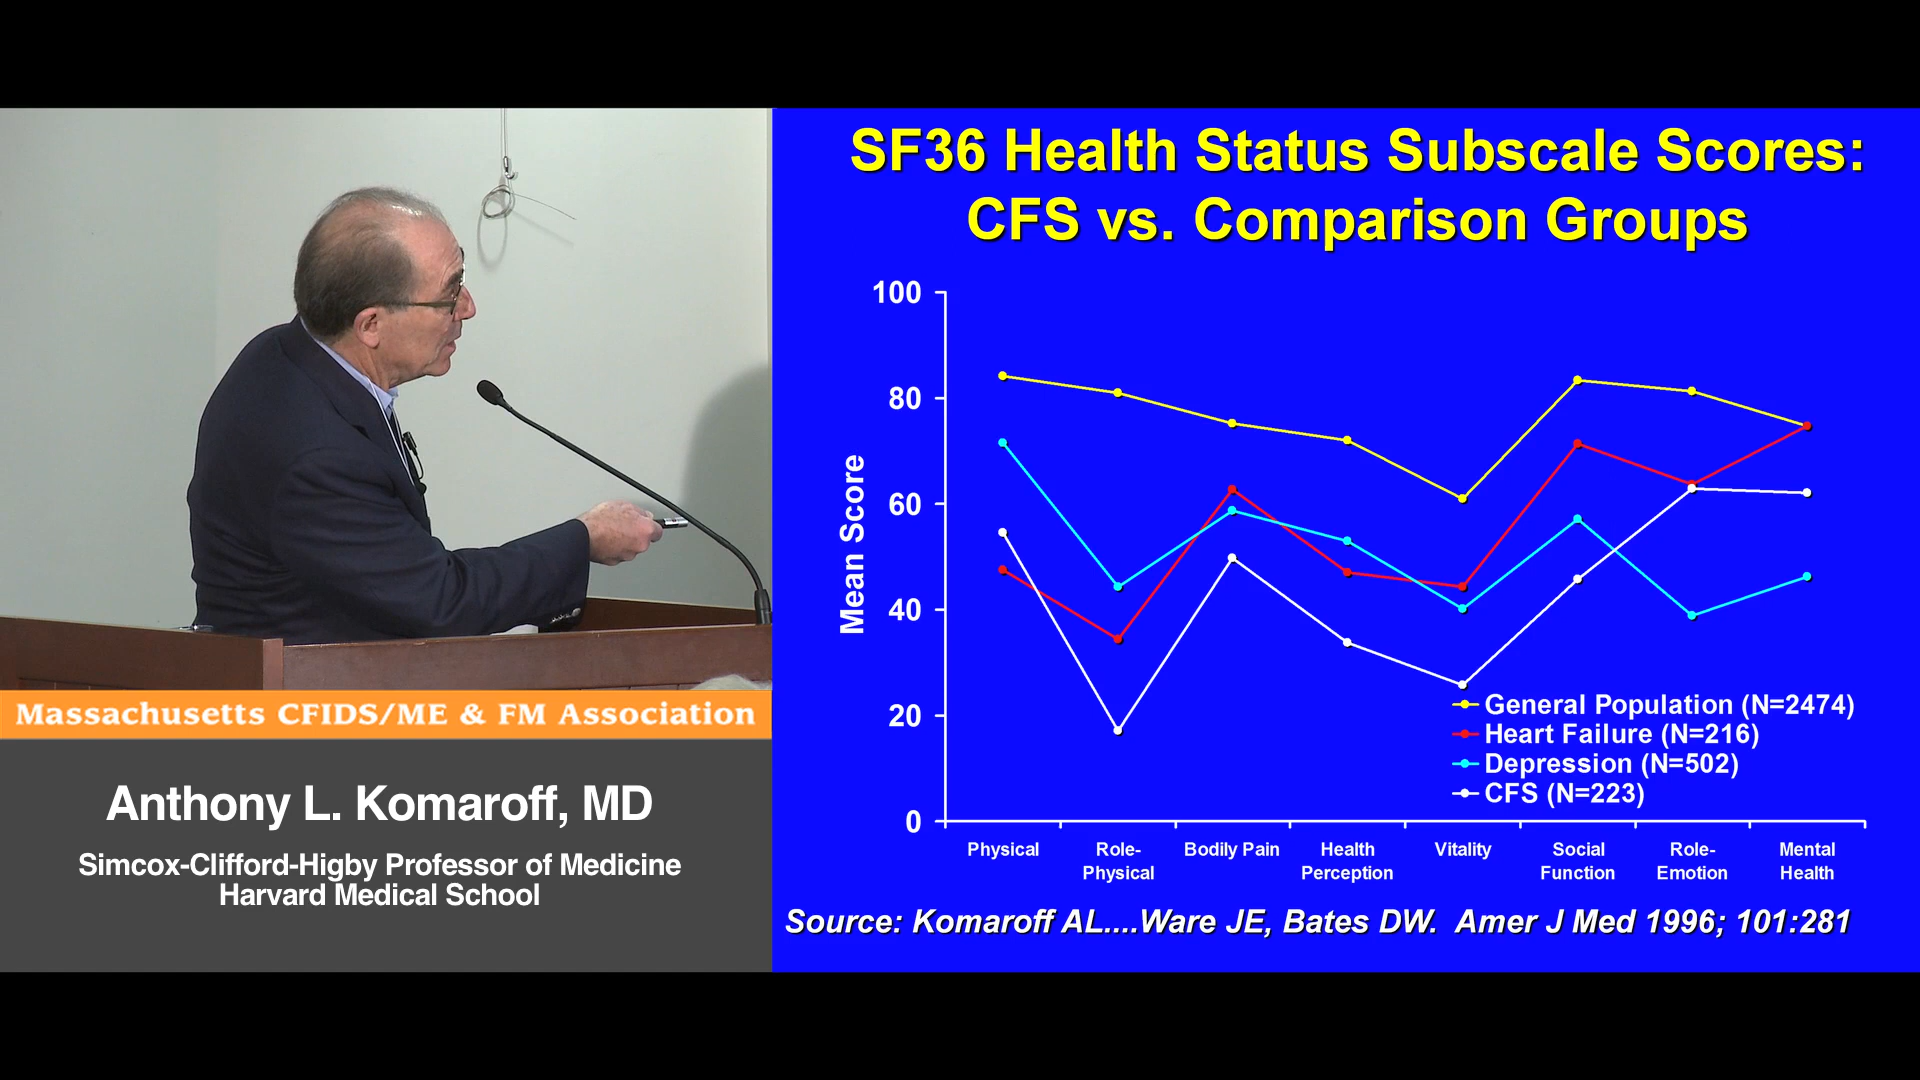 SF36 Health Status Subscale Scores:
CFS vs. Comparison Groups
100
80
60
40
20
0
Mean Score
General Population (N=2474)
Heart Failure (N=216)
Depression (N=502)
CFS (N=223)
Physical
Role-
Physical
Bodily Pain
Health
Perception
Vitality
Social
Function
Role-
Emotion
Mental
Health
Source: Komaroff AL....Ware JE, Bates DW. Amer J Med 1996; 101:281
Massachusetts CFIDS/ME & FM Association
Anthony L. Komaroff, MD
Simcox-Clifford-Higby Professor of Medicine
Harvard Medical School